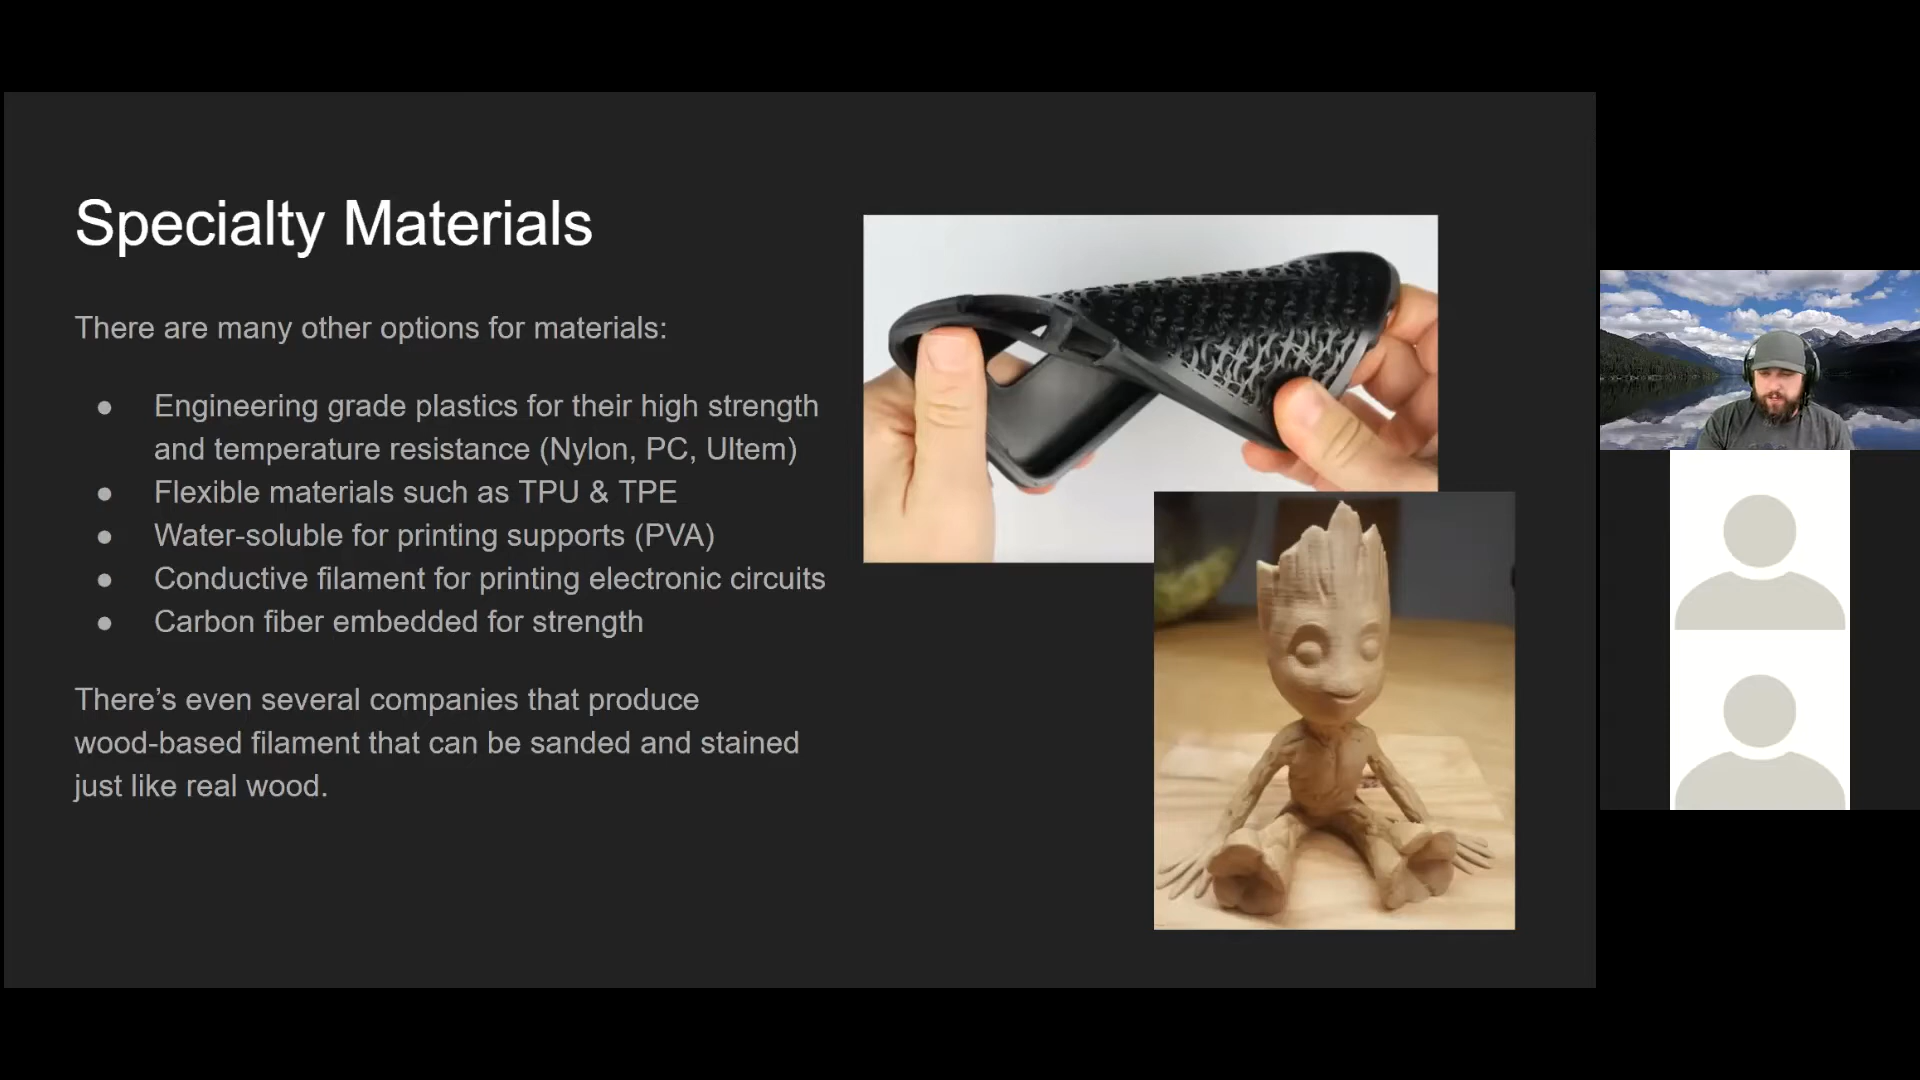 Specialty Materials
There are many other options for materials:
● Engineering grade plastics for their high strength
and temperature resistance (Nylon, PC, Ultem)
● Flexible materials such as TPU & TPE
● Water-soluble for printing supports (PVA)
● Conductive filament for printing electronic circuits
● Carbon fiber embedded for strength
There’s even several companies that produce
wood-based filament that can be sanded and stained
just like real wood.